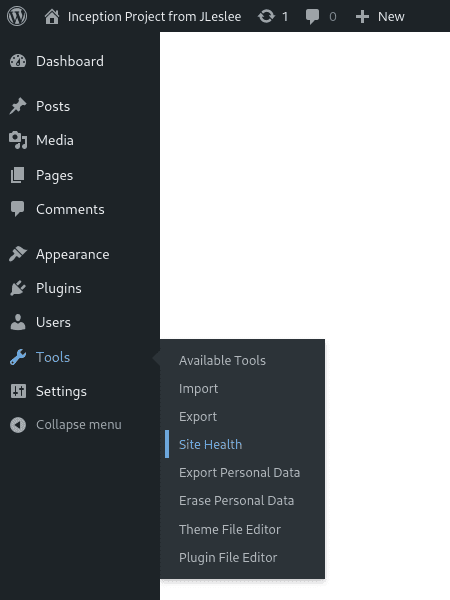 Inception Project from JLeslee 1 0 New
Dashboard
Posts
Media
Pages
Comments
Appearance
Plugins
Users
Tools
Settings
Collapse menu
Available Tools
Import
Export
Site Health
Export Personal Data
Erase Personal Data
Theme File Editor
Plugin File Editor